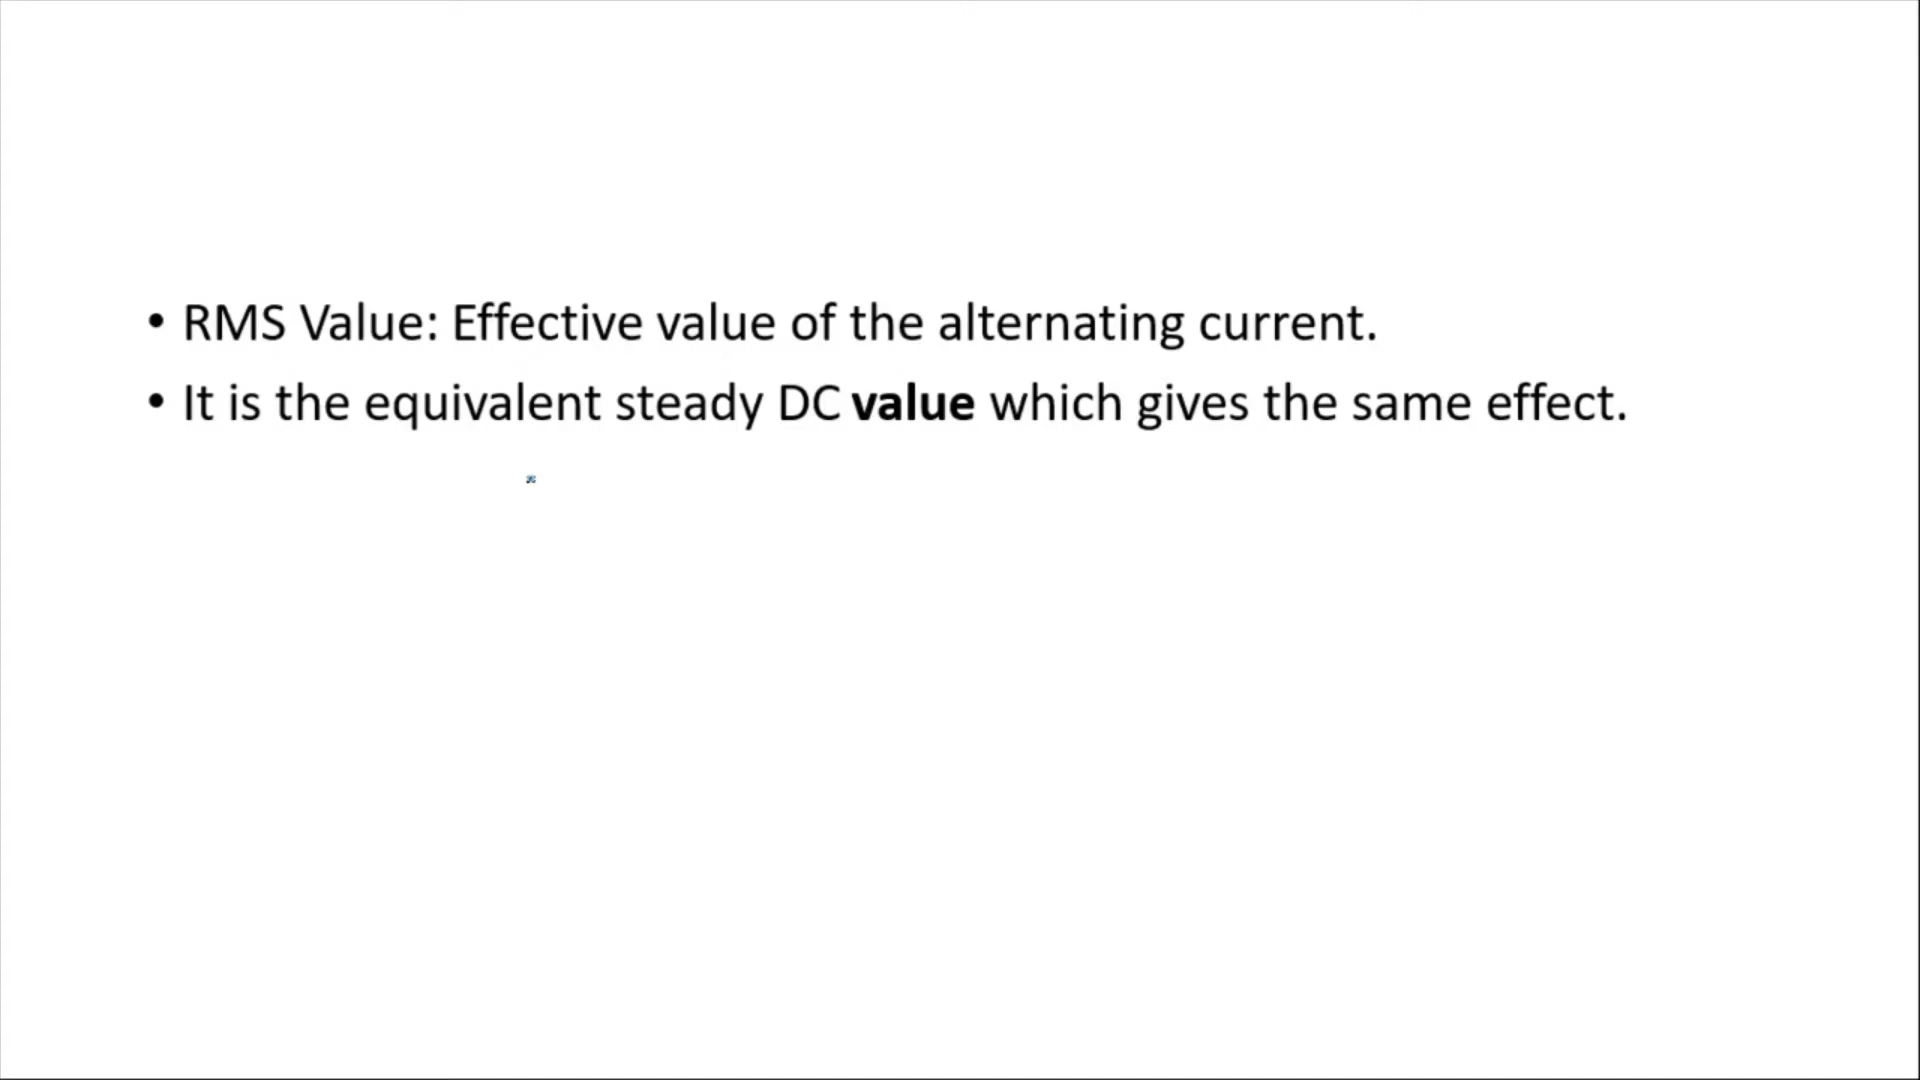 • RMS Value: Effective value of the alternating current.
• It is the equivalent steady DC value which gives the same effect.